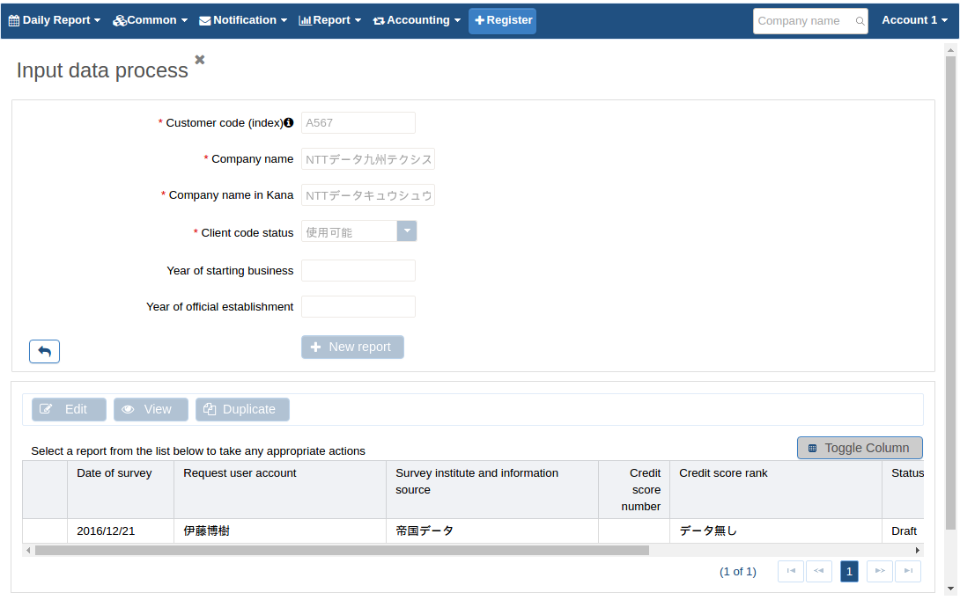 Daily Report Common Notification Report Accounting Register Company name Account 1
Input data process
* Customer code (index) A567
* Company name NTTデータ九州テクシス
* Company name in Kana NTTデータキュウシュウ
* Client code status 使用可能
Year of starting business
Year of official establishment
New report
Edit View Duplicate
Select a report from the list below to take any appropriate actions
Toggle Column
Date of survey Request user account Survey institute and information Credit Credit score rank Status
source score
number
2016/12/21 伊藤博樹 帝国データ データ無し Draft
(1 of 1) 1